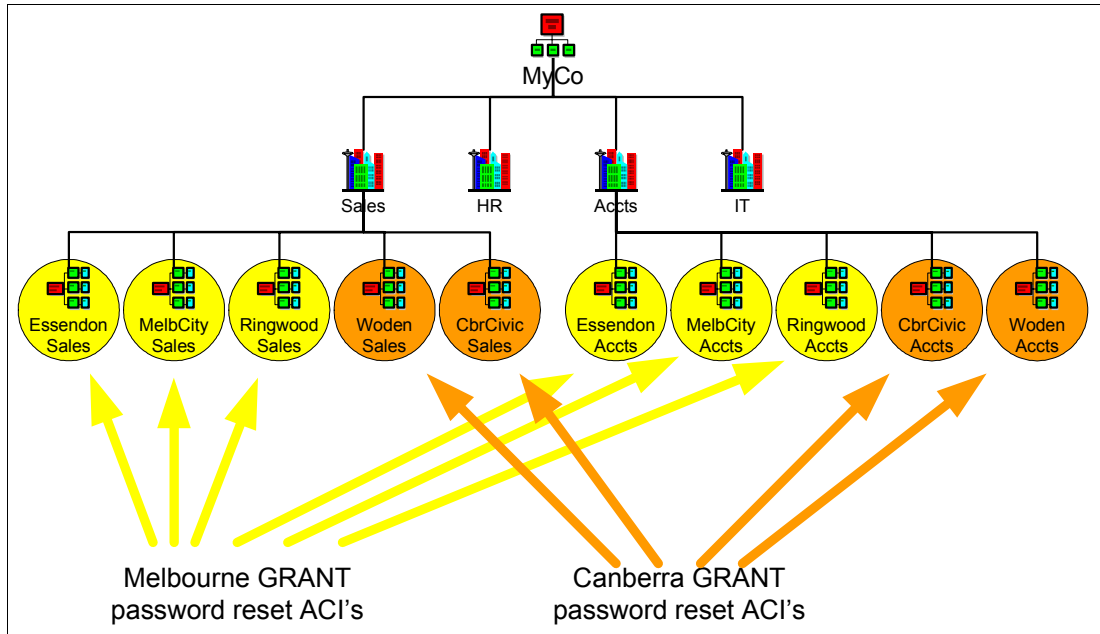 MyCo
Sales
HR
Accts
IT
Essendon
Sales
MelbCity
Sales
Ringwood
Sales
Woden
Sales
CbrCivic
Sales
Essendon
Accts
MelbCity
Accts
Ringwood
Accts
CbrCivic
Accts
Woden
Accts
Melbourne GRANT
password reset ACI's
Canberra GRANT
password reset ACI's